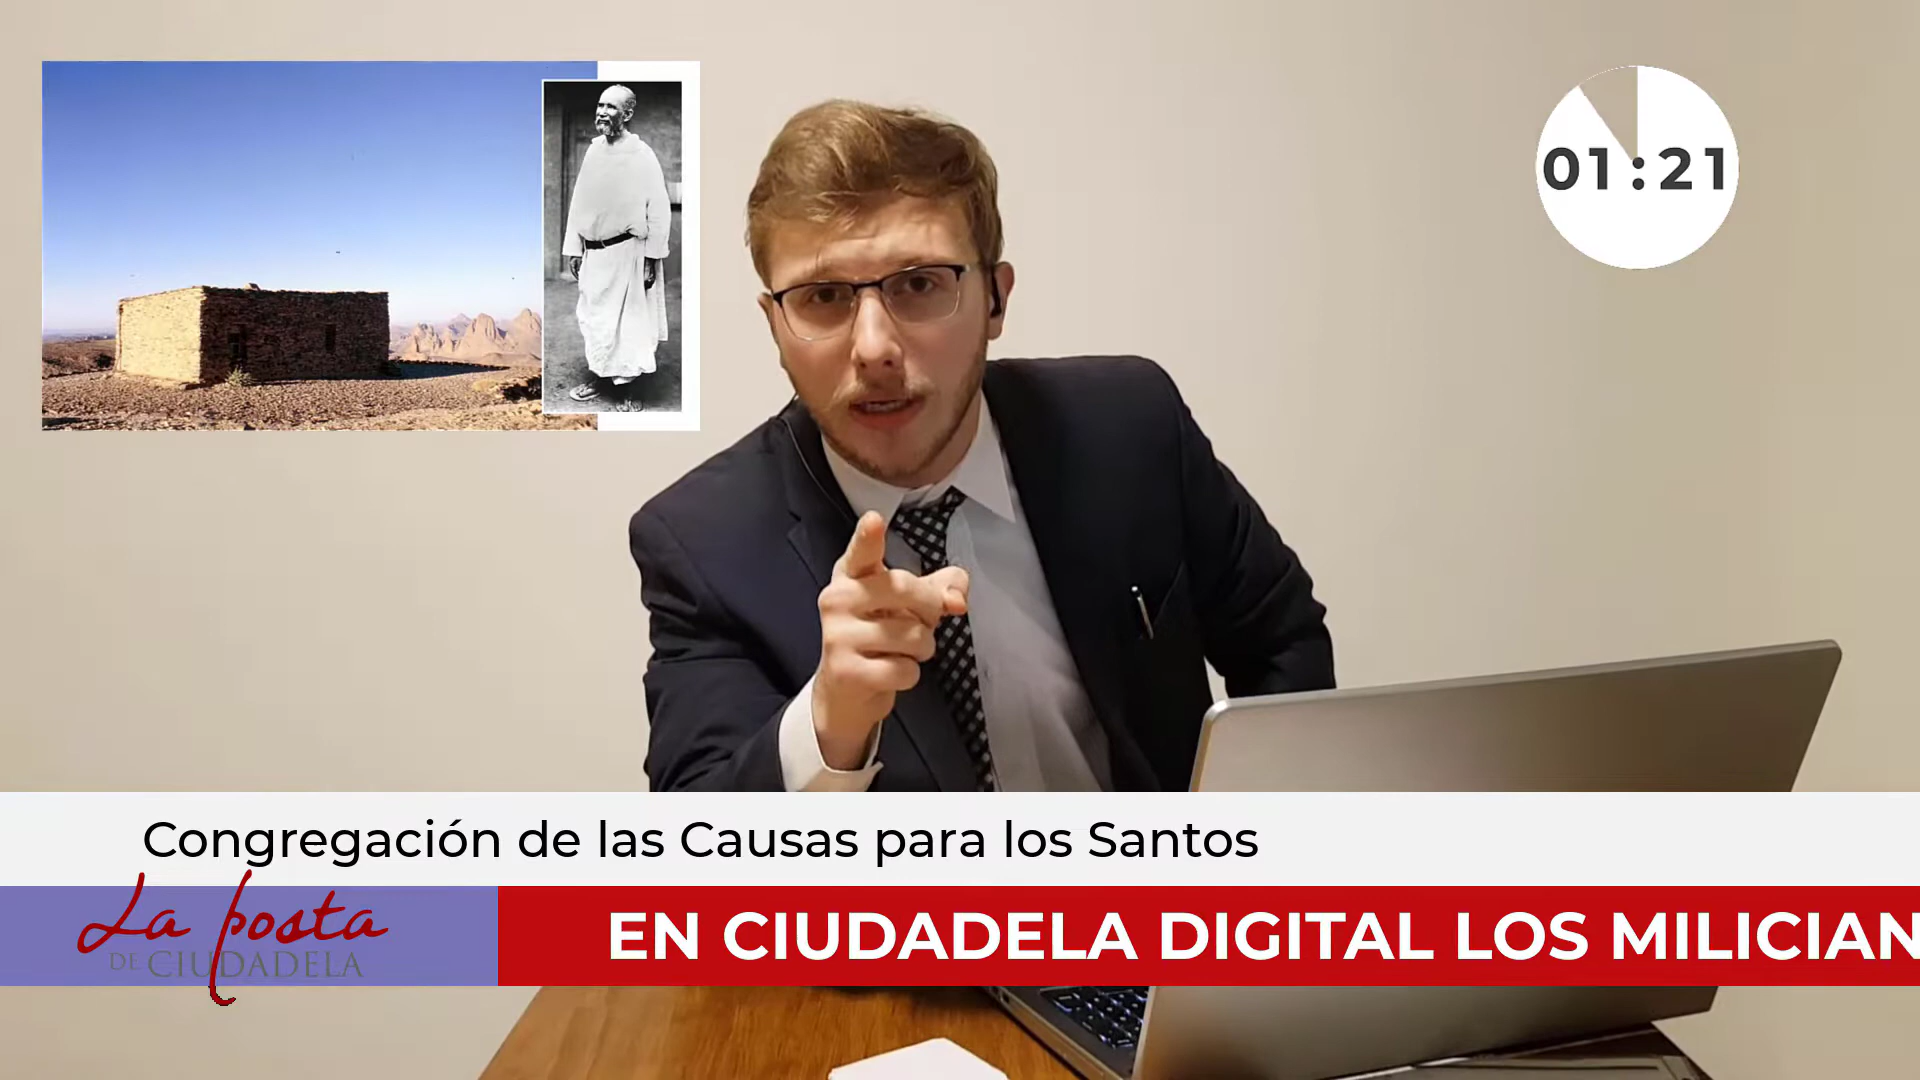 01:21
Congregación de las Causas para los Santos
La posta
DE CIUDADELA
EN CIUDADELA DIGITAL LOS MILICIAN